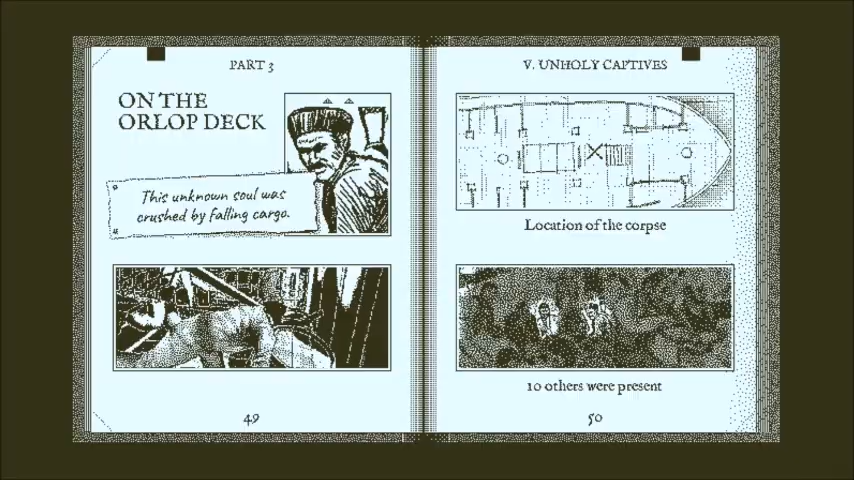 PART 3
ON THE
ORLOP DECK
This unknown soul was
crushed by falling cargo.
49
V. UNHOLY CAPTIVES
Location of the corpse
10 others were present
50